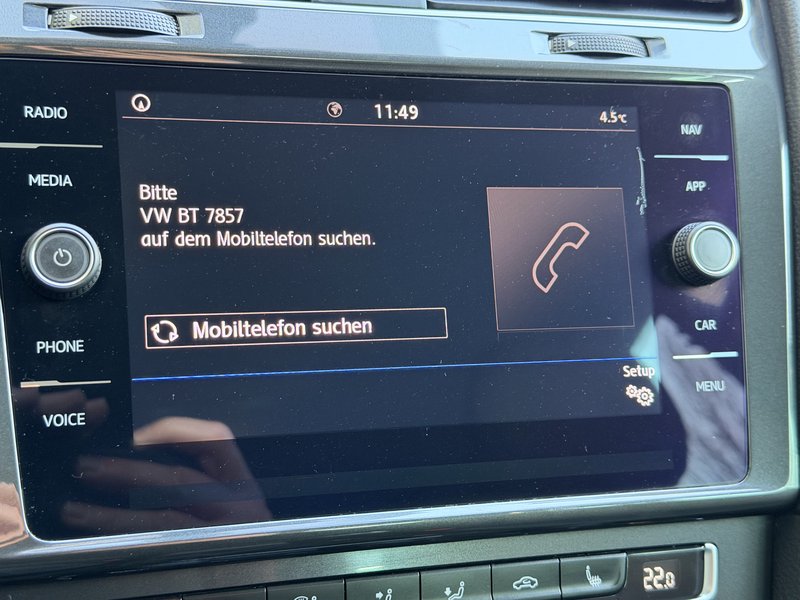 RADIO
MEDIA
PHONE
VOICE
11:49
4.5°C
Bitte
VW BT 7857
auf dem Mobiltelefon suchen.
Mobiltelefon suchen
Setup
NAV
APP
CAR
MENU
22.0